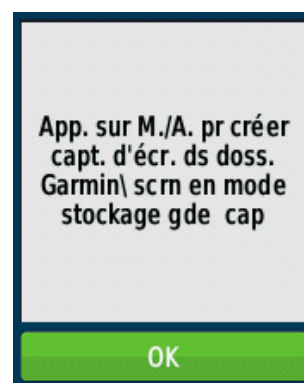 App. sur M./A. pr créer
capt. d'écr. ds doss.
Garmin\ scrn en mode
stockage gde cap
OK